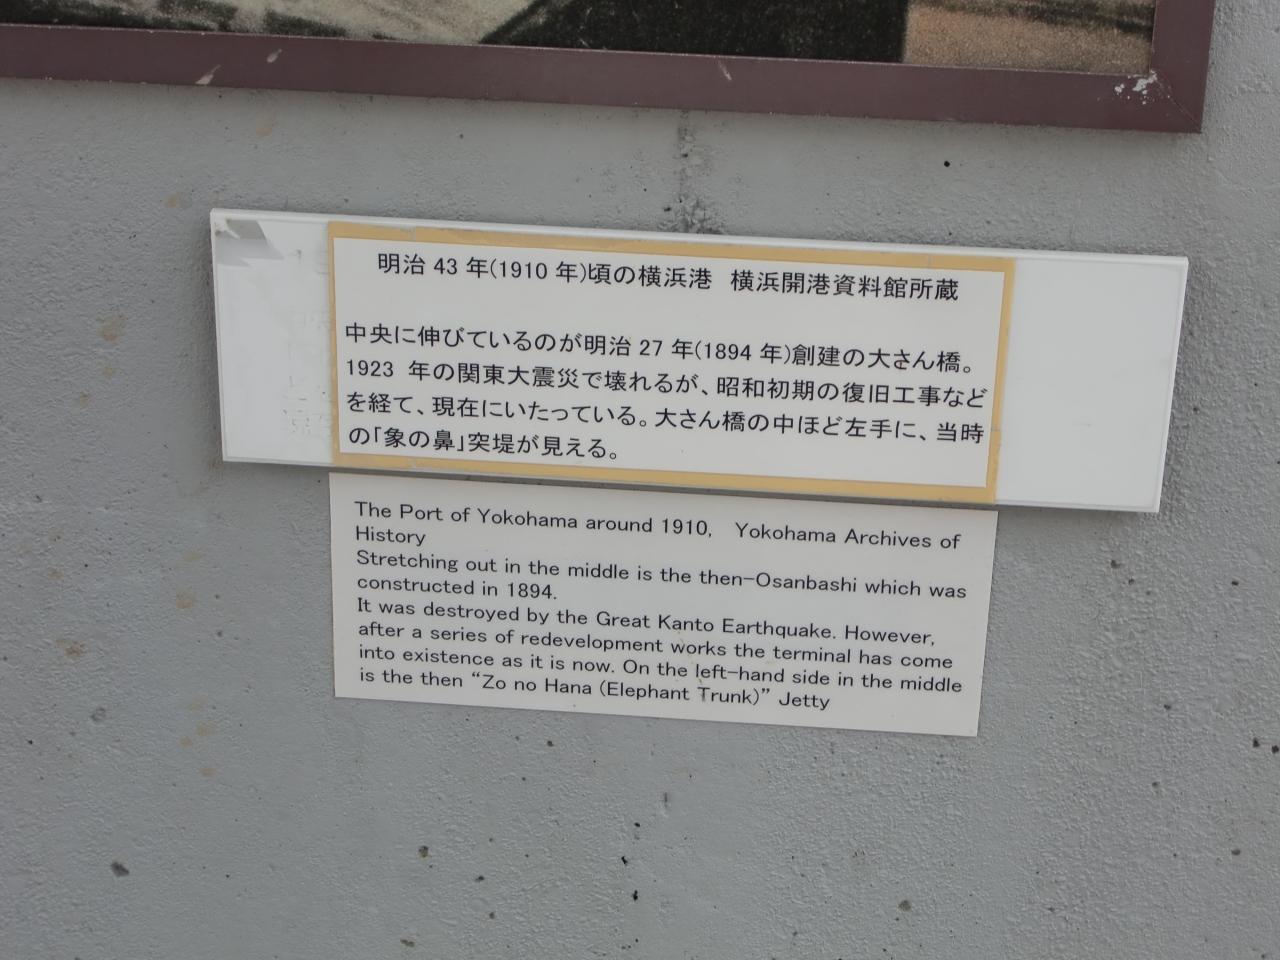 明治 43 年(1910 年)頃の横浜港　横浜開港資料館所蔵
中央に伸びているのが明治 27 年(1894 年)創建の大さん橋。
1923 年の関東大震災で壊れるが、昭和初期の復旧工事など
を経て、現在にいたっている。大さん橋の中ほど左手に、当時
の「象の鼻」突堤が見える。
The Port of Yokohama around 1910,　Yokohama Archives of
History
Stretching out in the middle is the then-Osanbashi which was
constructed in 1894.
It was destroyed by the Great Kanto Earthquake. However,
after a series of redevelopment works the terminal has come
into existence as it is now. On the left-hand side in the middle
is the then “Zo no Hana (Elephant Trunk)” Jetty